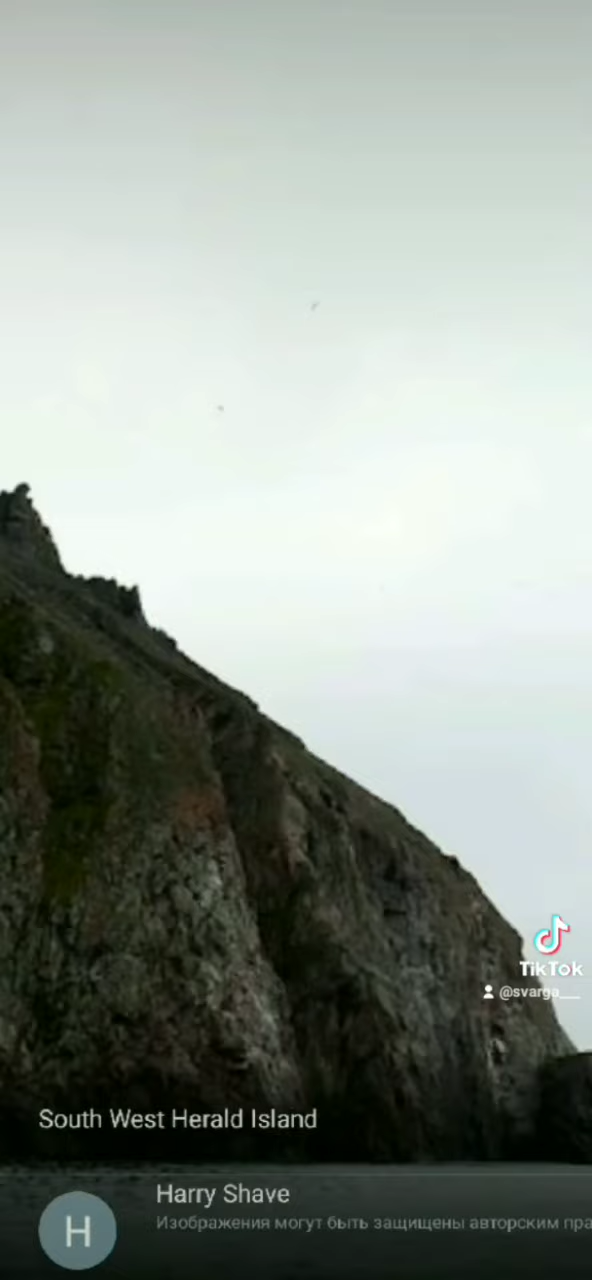 TikTok
@svarga___
South West Herald Island
Harry Shave
H
Изображения могут быть защищены авторским пра